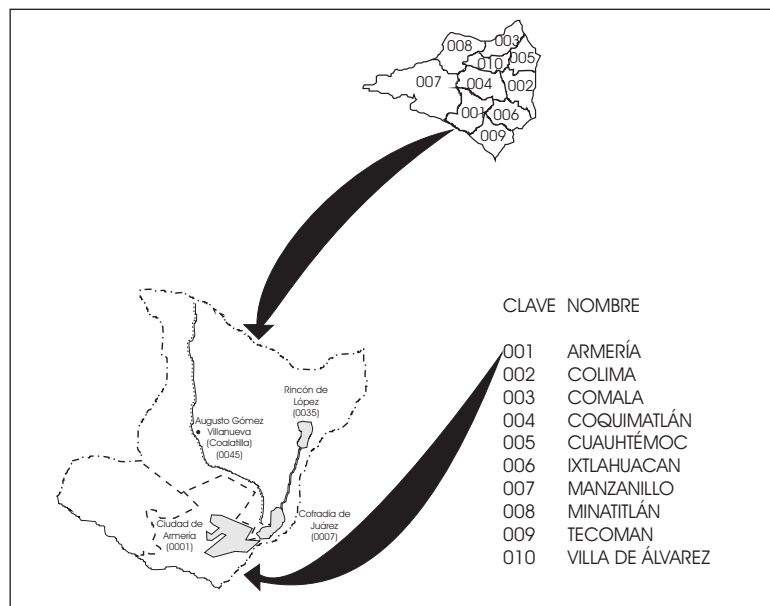 008
003
010
005
007
004
002
001
006
009
CLAVE NOMBRE
001 ARMERÍA
002 COLIMA
003 COMALA
004 COQUIMATLÁN
005 CUAUHTÉMOC
006 IXTLAHUACAN
007 MANZANILLO
008 MINATITLÁN
009 TECOMAN
010 VILLA DE ÁLVAREZ
Rincón de
López
(0035)
Augusto Gómez
Villanueva
(Coalatilla)
(0045)
Cofradía de
Juárez
(0007)
Ciudad de
Armería
(0001)